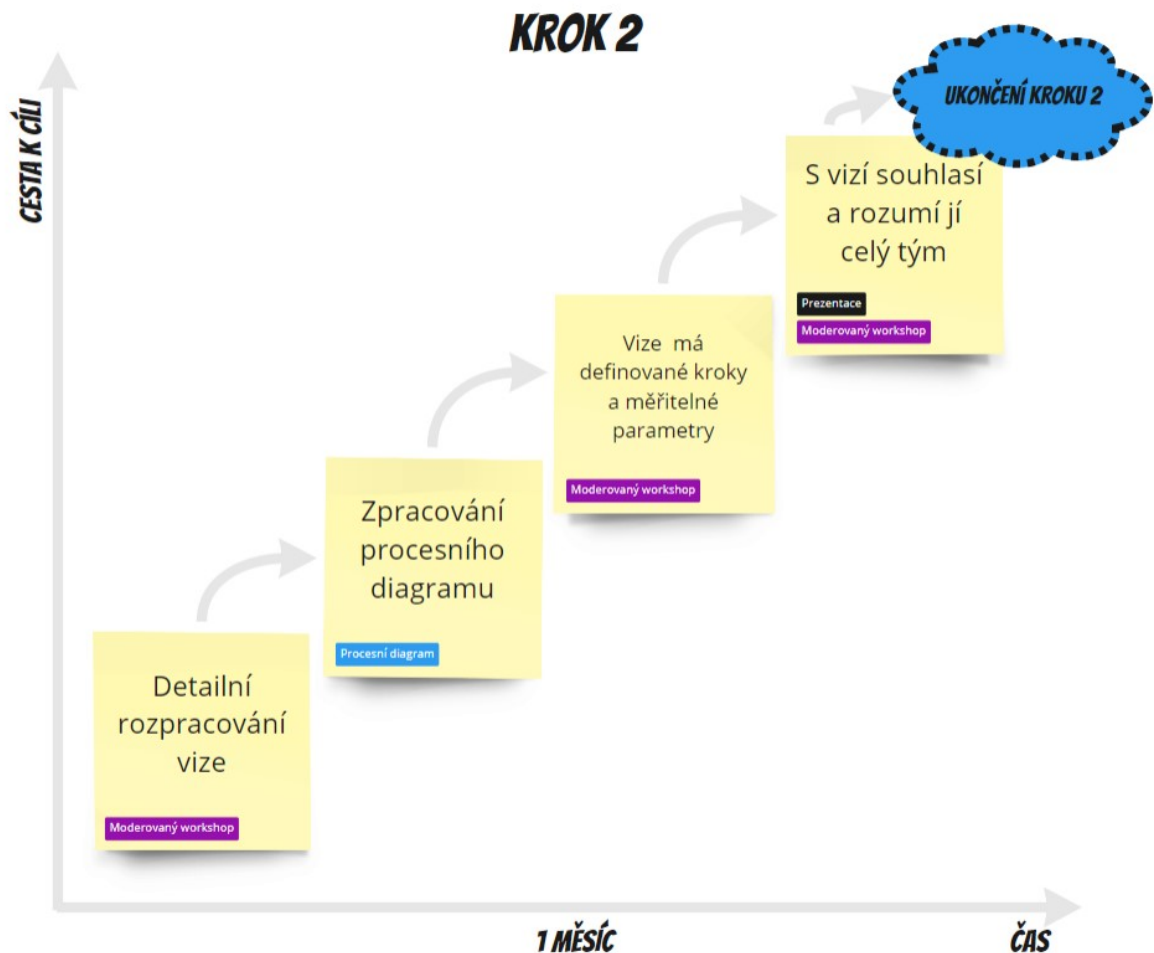 KROK 2
CESTA K CÍLI
UKONČENÍ KROKU 2
S vizí souhlasí
a rozumí jí
celý tým
Prezentace
Moderovaný workshop
Vize má
definované kroky
a měřitelné
parametry
Moderovaný workshop
Zpracování
procesního
diagramu
Procesní diagram
Detailní
rozpracování
vize
Moderovaný workshop
1 MĚSÍC
ČAS